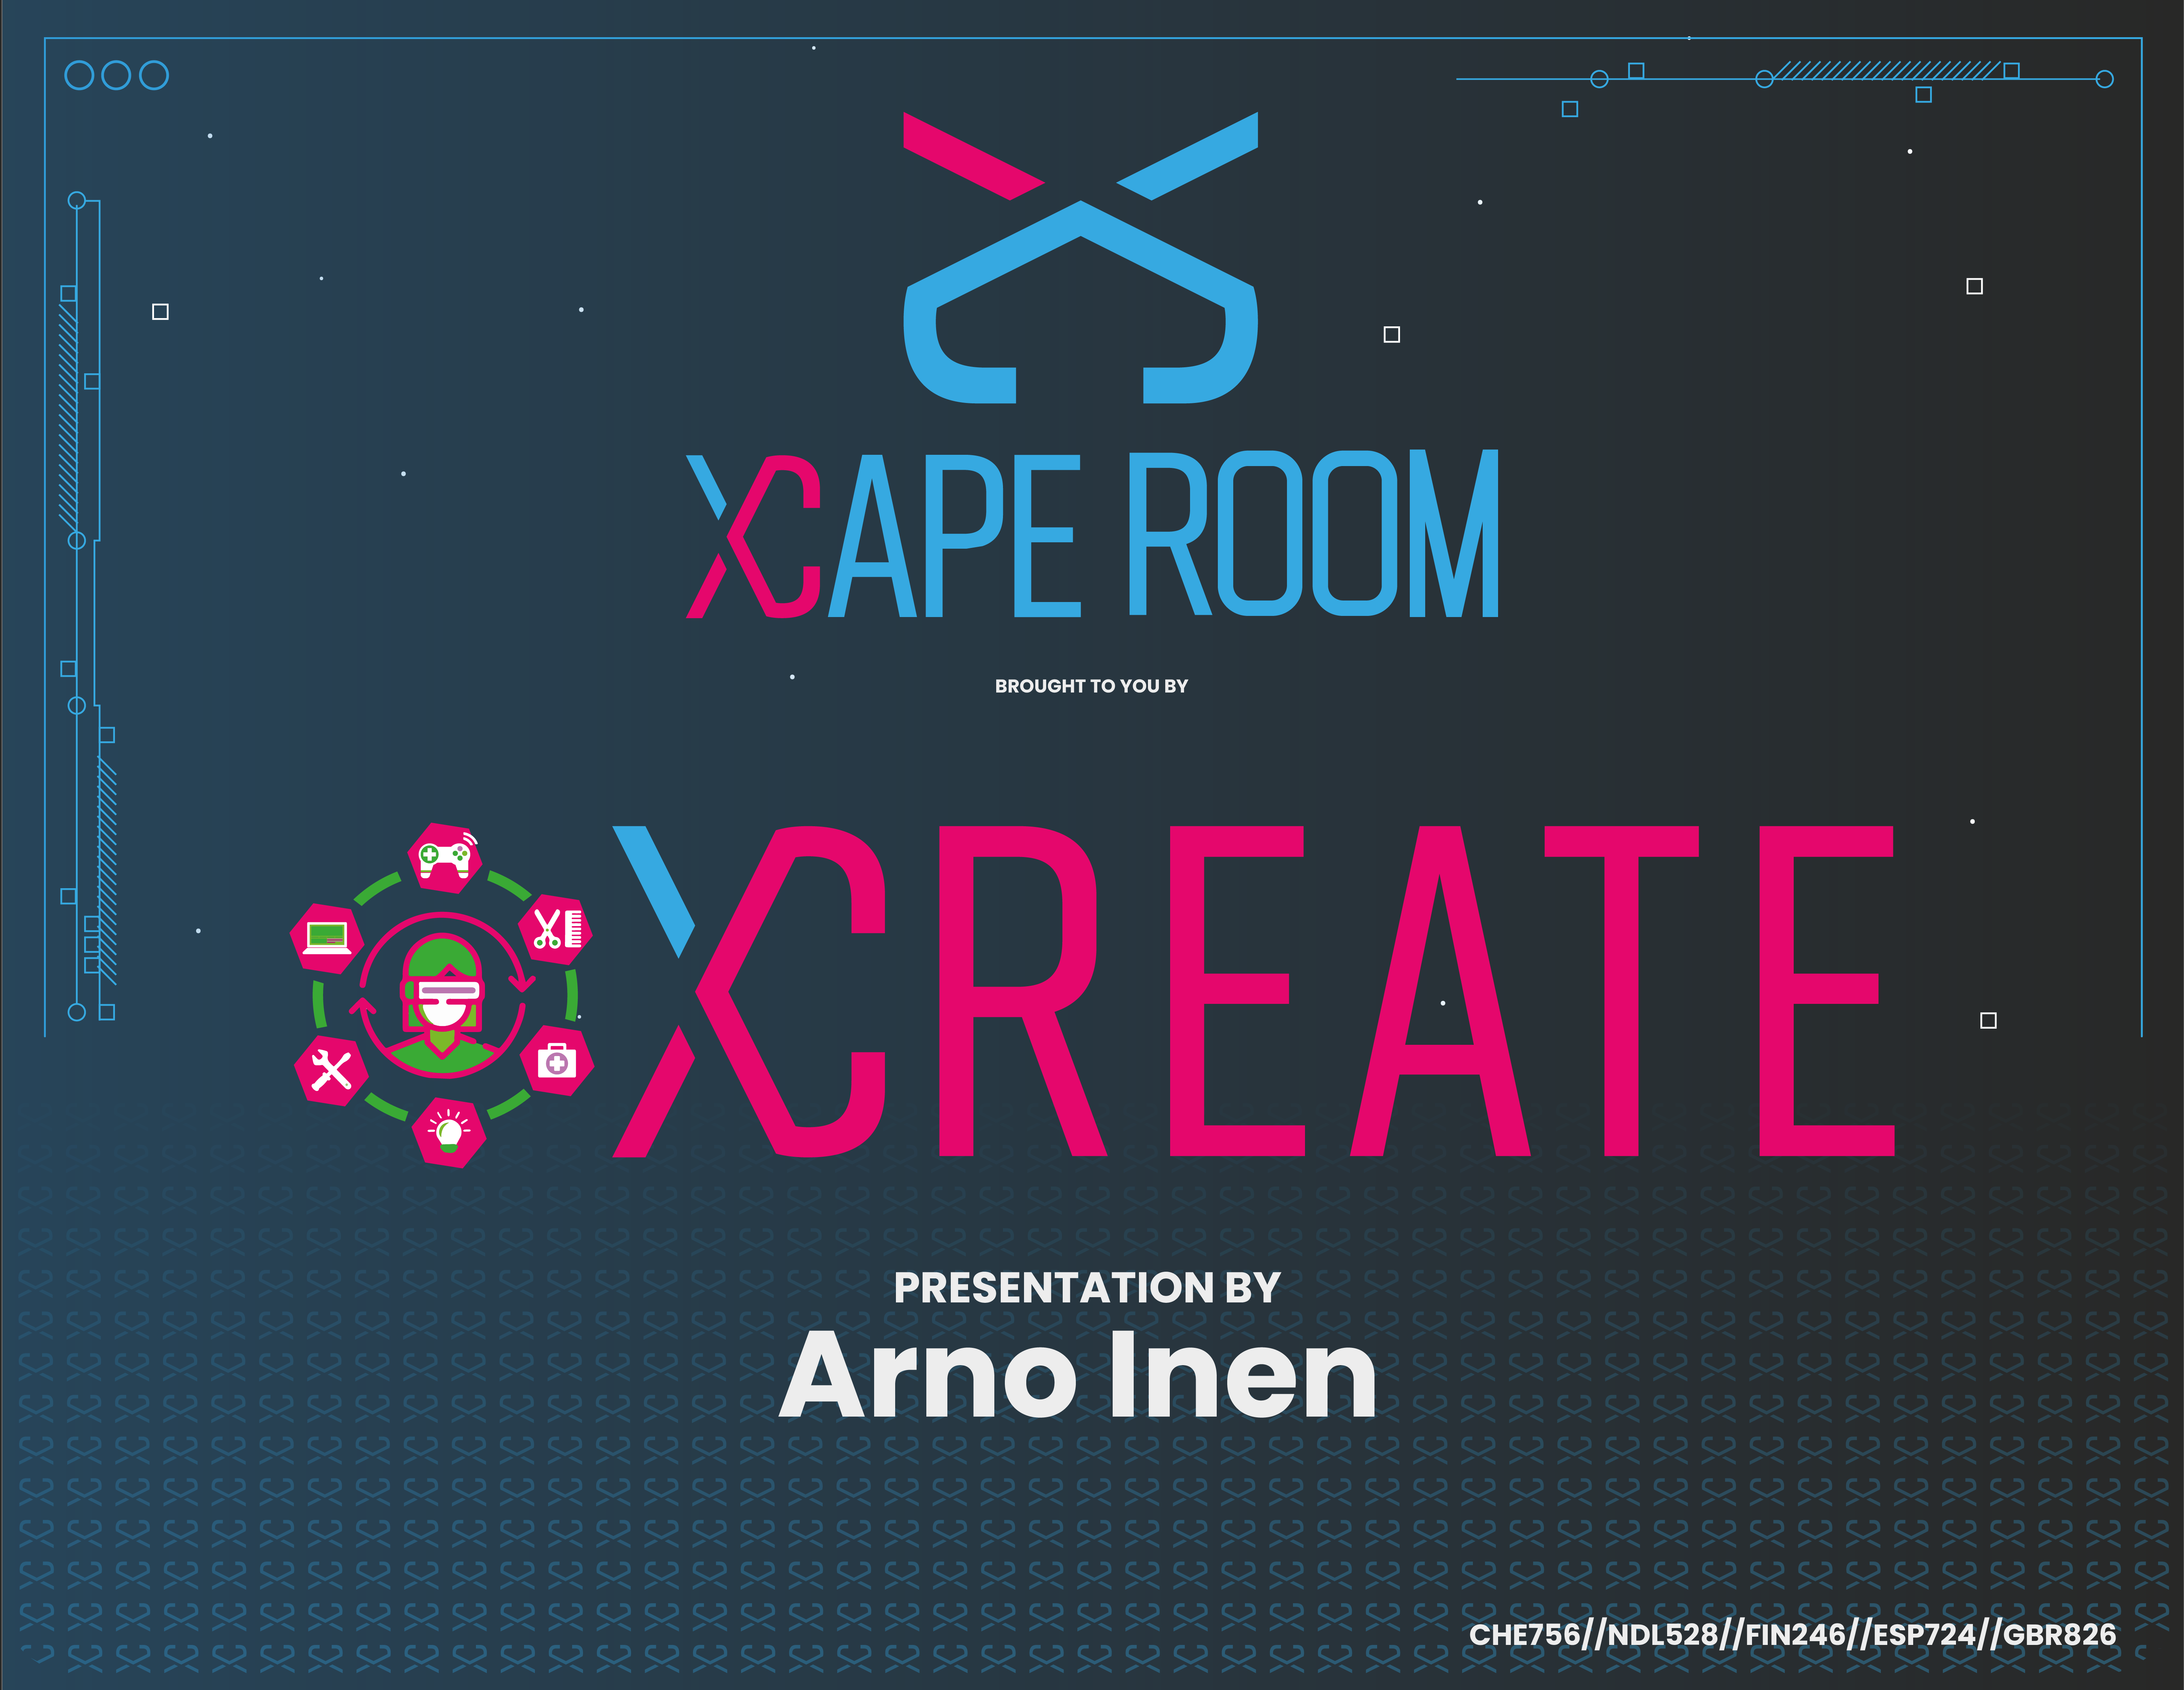 XCAPE ROOM
BROUGHT TO YOU BY
XCREATE
PRESENTATION BY
Arno Inen
CHE756//NDL528//FIN246//ESP724//GBR826